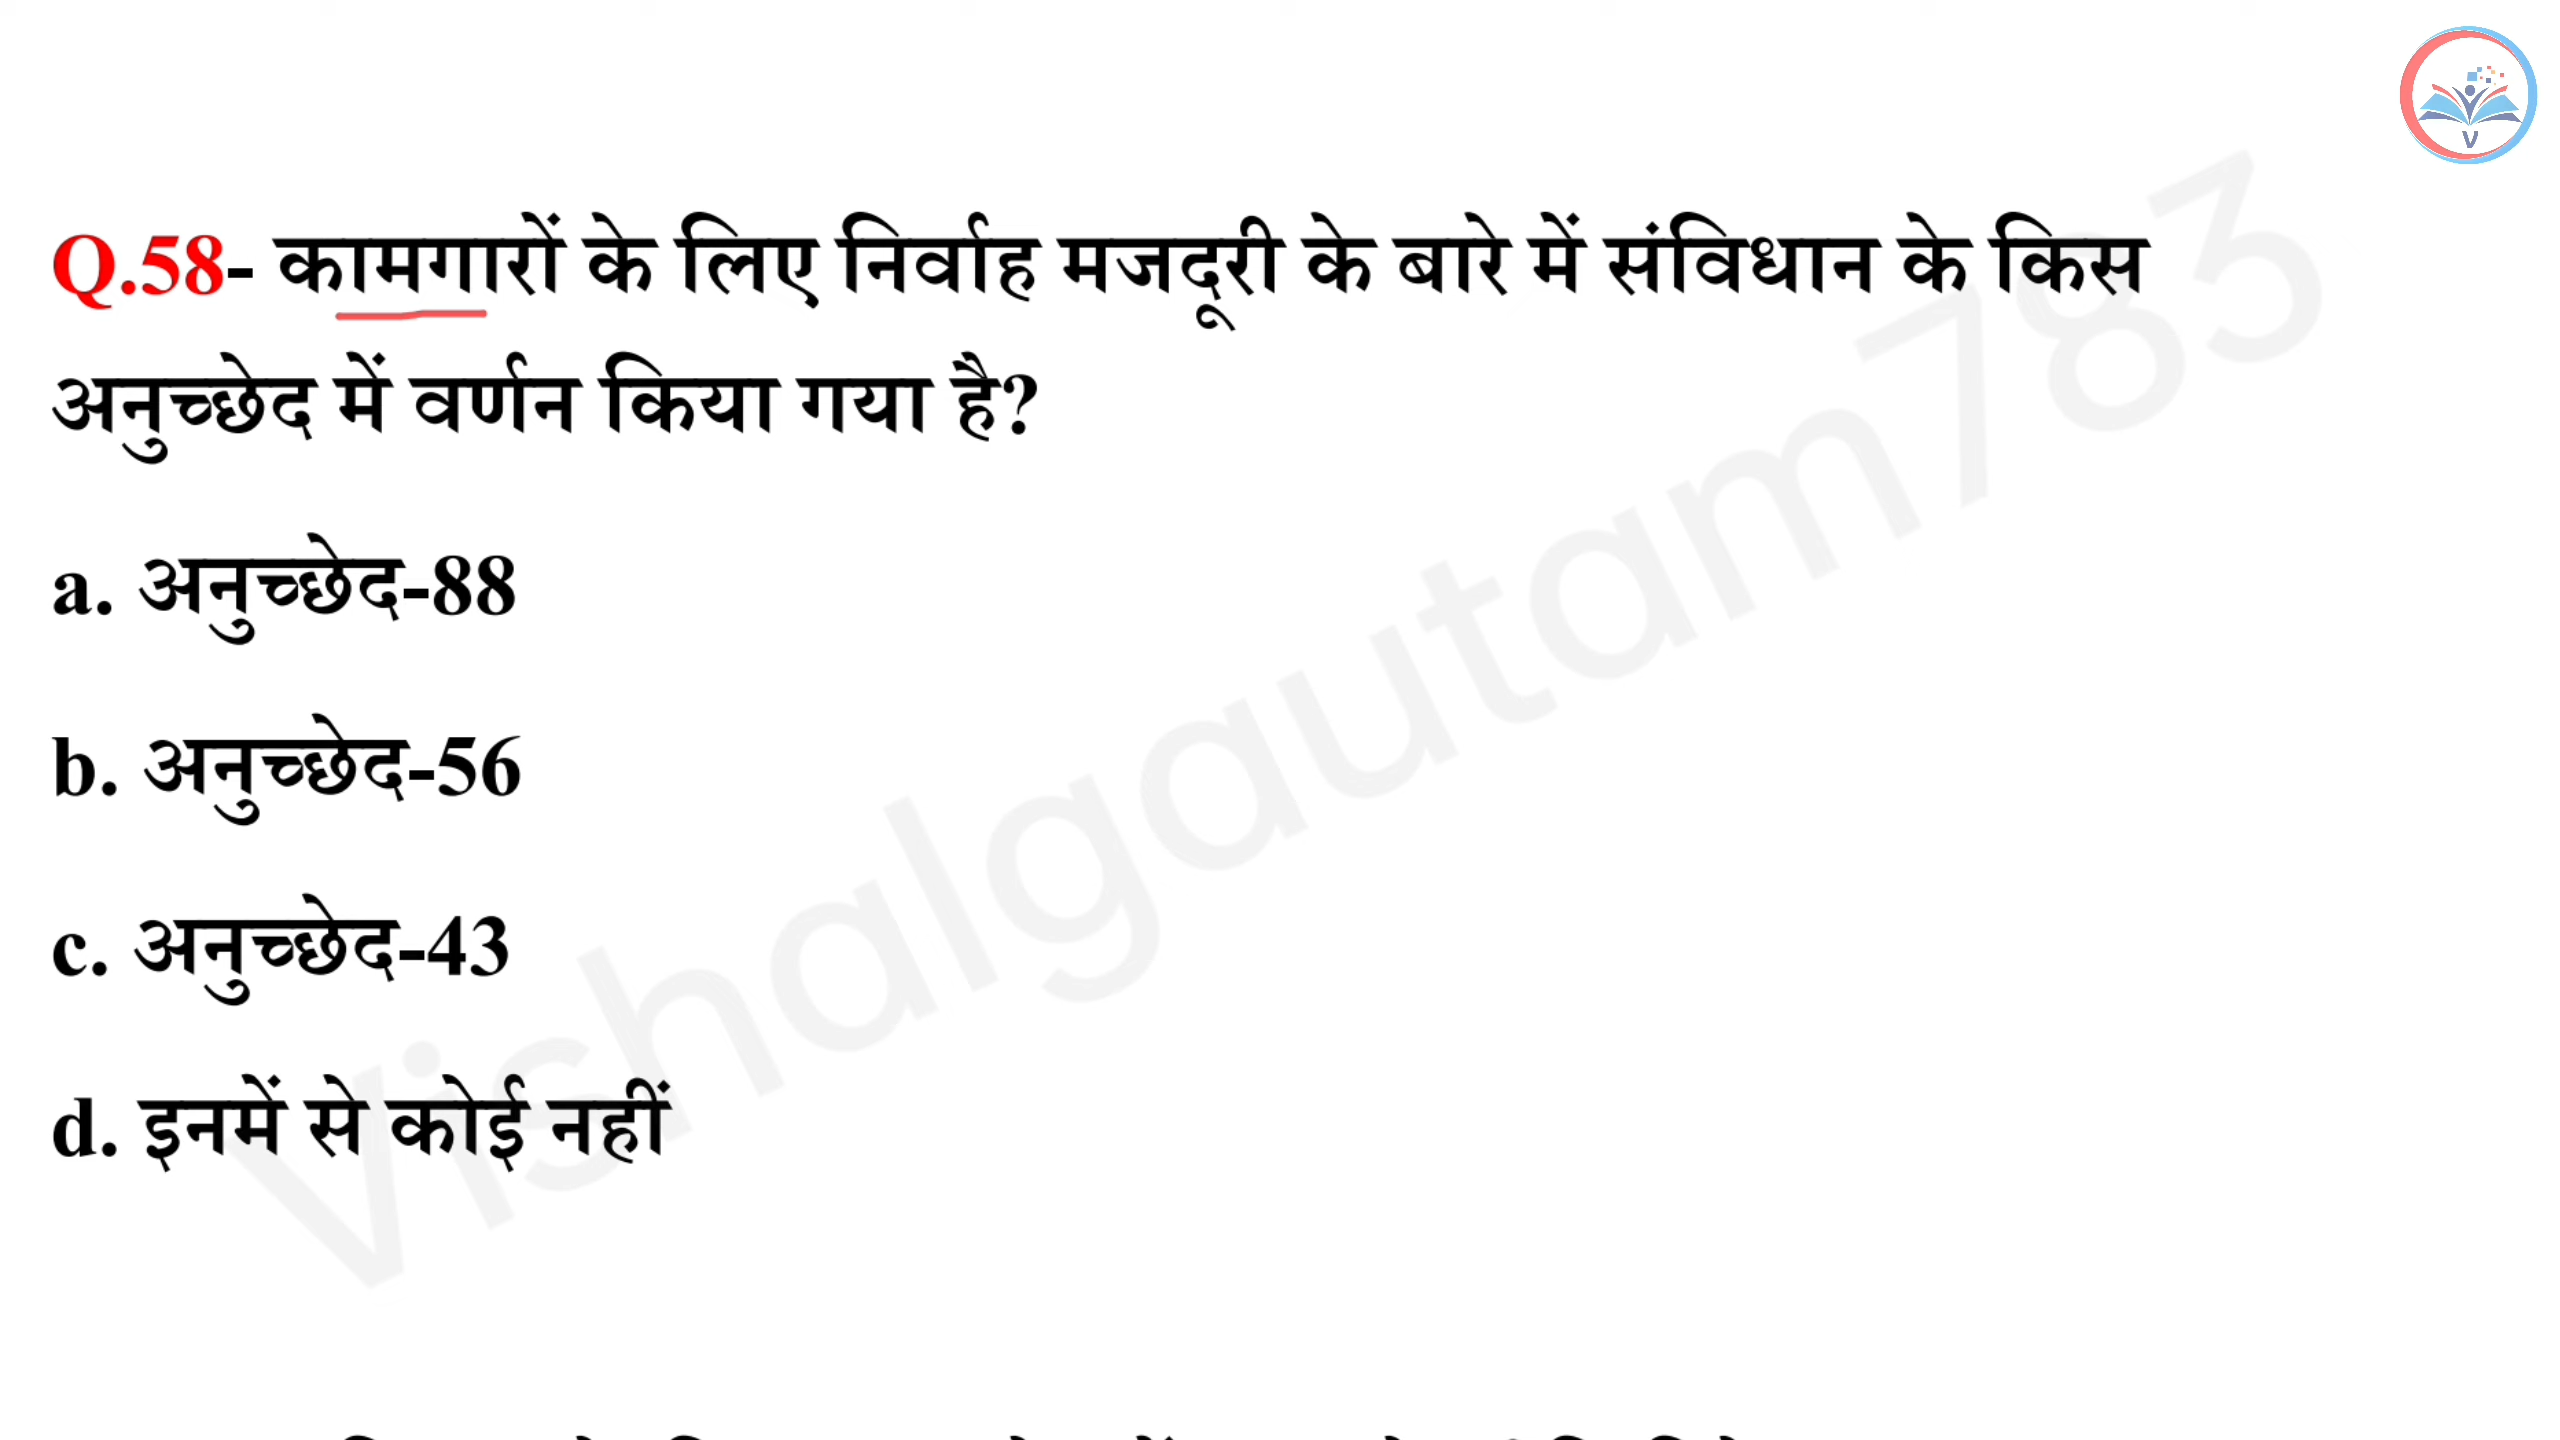 Q.58- कामगारों के लिए निर्वाह मजदूरी के बारे में संविधान के किस
अनुच्छेद में वर्णन किया गया है?
a. अनुच्छेद-88
b. अनुच्छेद-56
c. अनुच्छेद-43
d. इनमें से कोई नहीं
Vishalgautam783
V